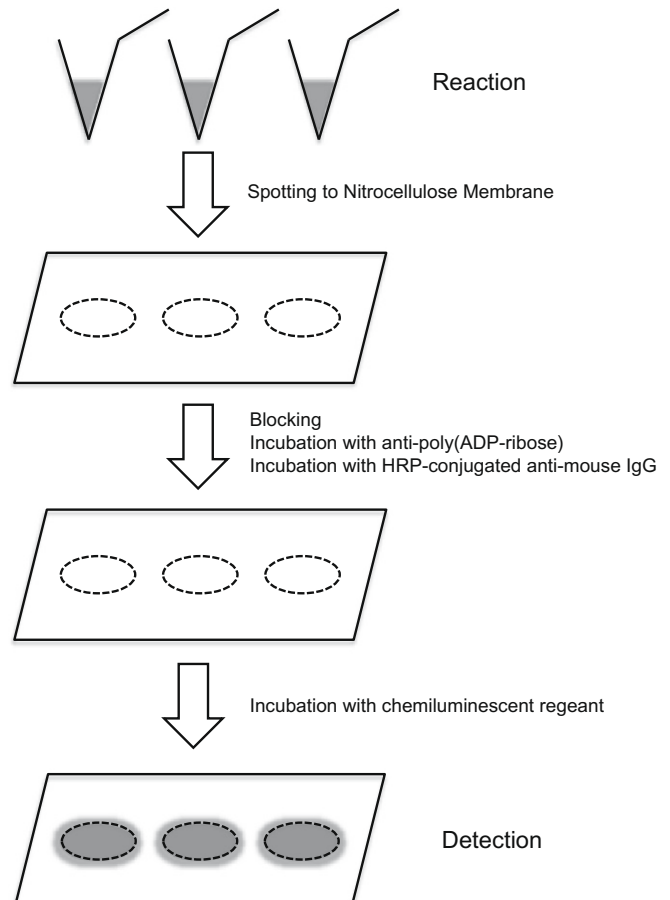 Reaction
Spotting to Nitrocellulose Membrane
Blocking
Incubation with anti-poly(ADP-ribose)
Incubation with HRP-conjugated anti-mouse IgG
Incubation with chemiluminescent regeant
Detection